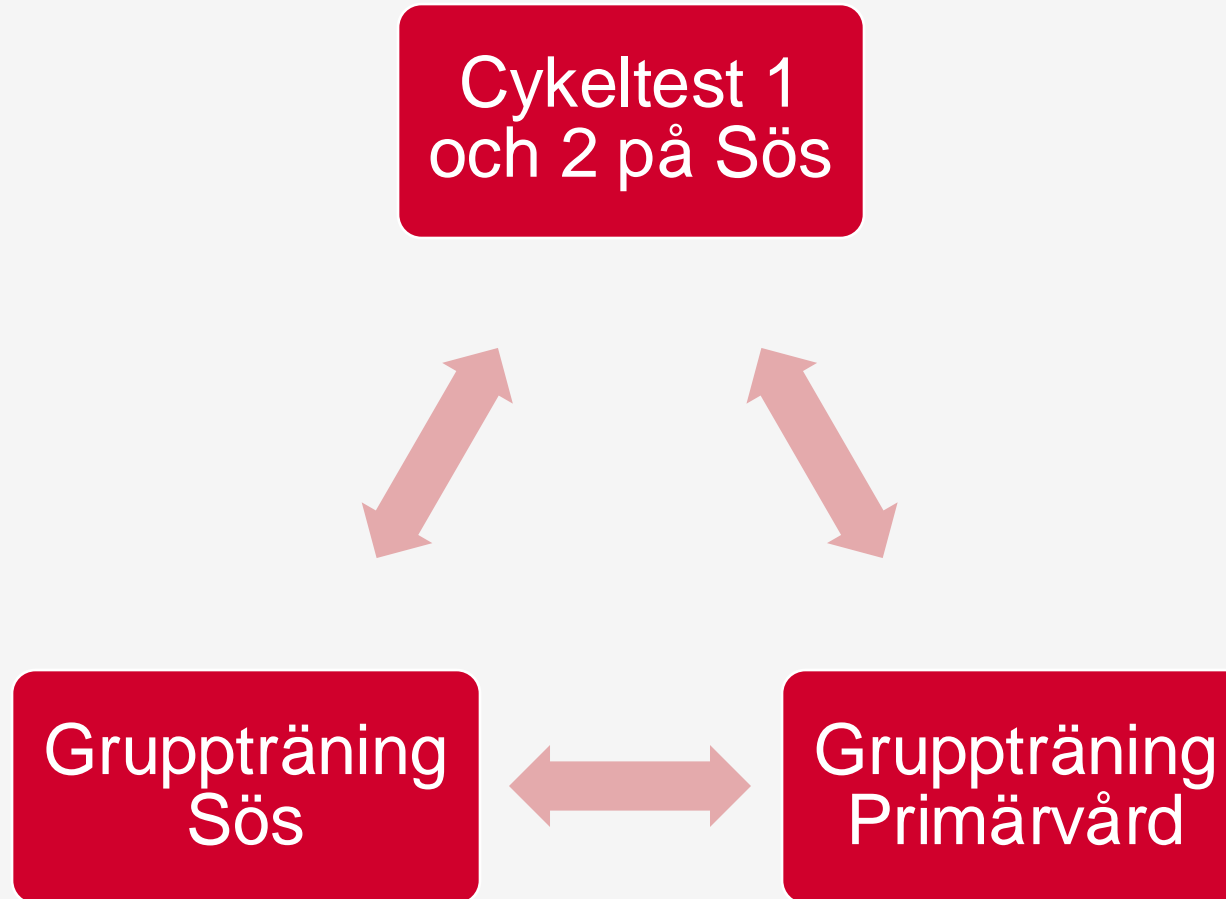 Cykeltest 1
och 2 på Sös
Gruppträning
Sös
Gruppträning
Primärvård